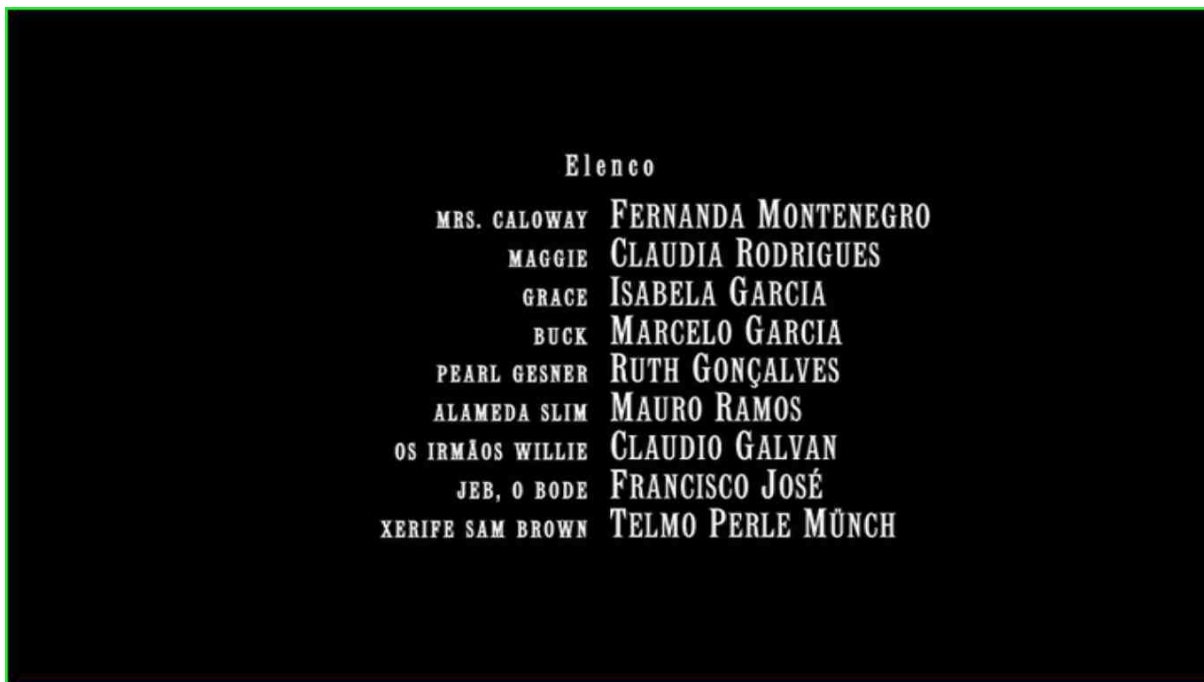 Elenco
MRS. CALOWAY FERNANDA MONTENEGRO
MAGGIE CLAUDIA RODRIGUES
GRACE ISABELA GARCIA
BUCK MARCELO GARCIA
PEARL GESNER RUTH GONÇALVES
ALAMEDA SLIM MAURO RAMOS
OS IRMÃOS WILLIE CLAUDIO GALVAN
JEB, O BODE FRANCISCO JOSÉ
XERIFE SAM BROWN TELMO PERLE MÜNCH